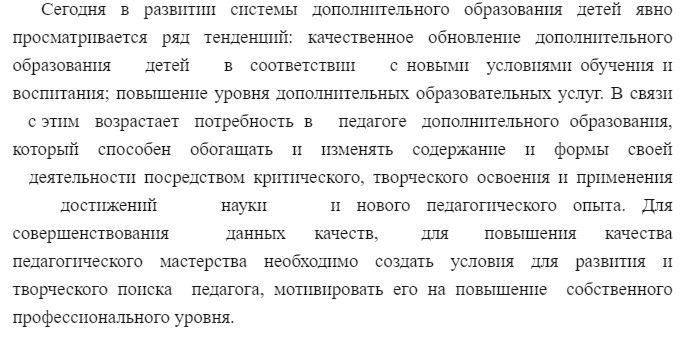 Сегодня в развитии системы дополнительного образования детей явно
просматривается ряд тенденций: качественное обновление дополнительного
образования детей в соответствии с новыми условиями обучения и
воспитания; повышение уровня дополнительных образовательных услуг. В связи
с этим возрастает потребность в педагоге дополнительного образования,
который способен обогащать и изменять содержание и формы своей
деятельности посредством критического, творческого освоения и применения
достижений науки и нового педагогического опыта. Для
совершенствования данных качеств, для повышения качества
педагогического мастерства необходимо создать условия для развития и
творческого поиска педагога, мотивировать его на повышение собственного
профессионального уровня.